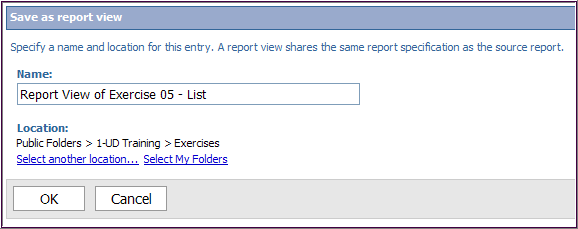 Save as report view
Specify a name and location for this entry. A report view shares the same report specification as the source report.
Name:
Report View of Exercise 05 - List
Location:
Public Folders > 1-UD Training > Exercises
Select another location... Select My Folders
OK Cancel